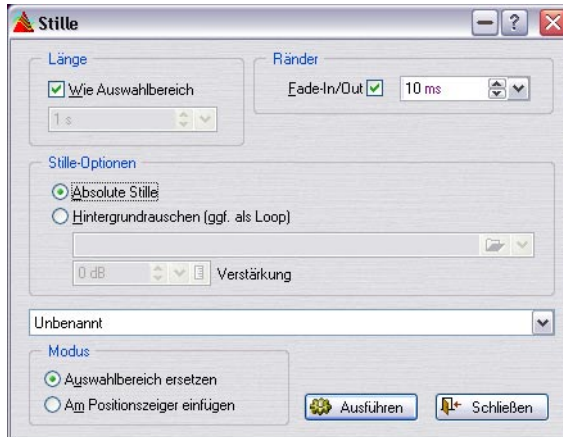 Stille
Länge
Wie Auswahlbereich
1 s
Ränder
Fade-In/Out
10 ms
Stille-Optionen
Absolute Stille
Hintergrundrauschen (ggf. als Loop)
0 dB
Verstärkung
Unbenannt
Modus
Auswahlbereich ersetzen
Am Positionszeiger einfügen
Ausführen
Schließen